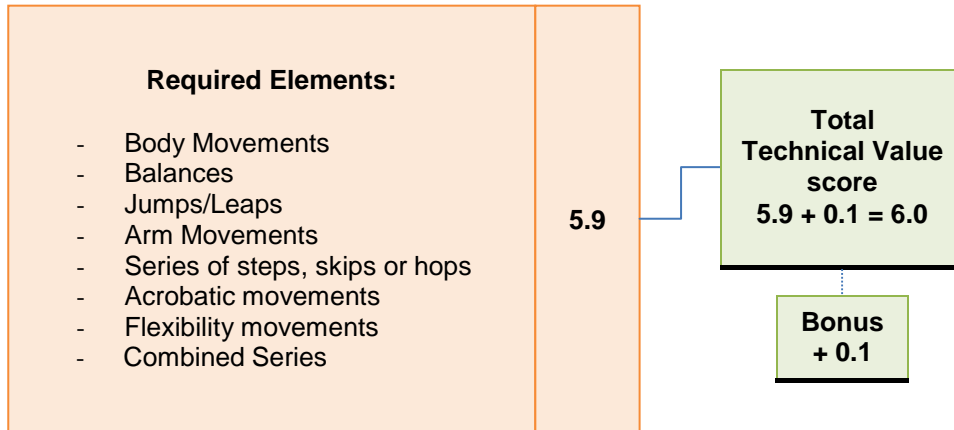 Required Elements:
- Body Movements
- Balances
- Jumps/Leaps
- Arm Movements
- Series of steps, skips or hops
- Acrobatic movements
- Flexibility movements
- Combined Series
5.9
Total
Technical Value
score
5.9 + 0.1 = 6.0
Bonus
+ 0.1